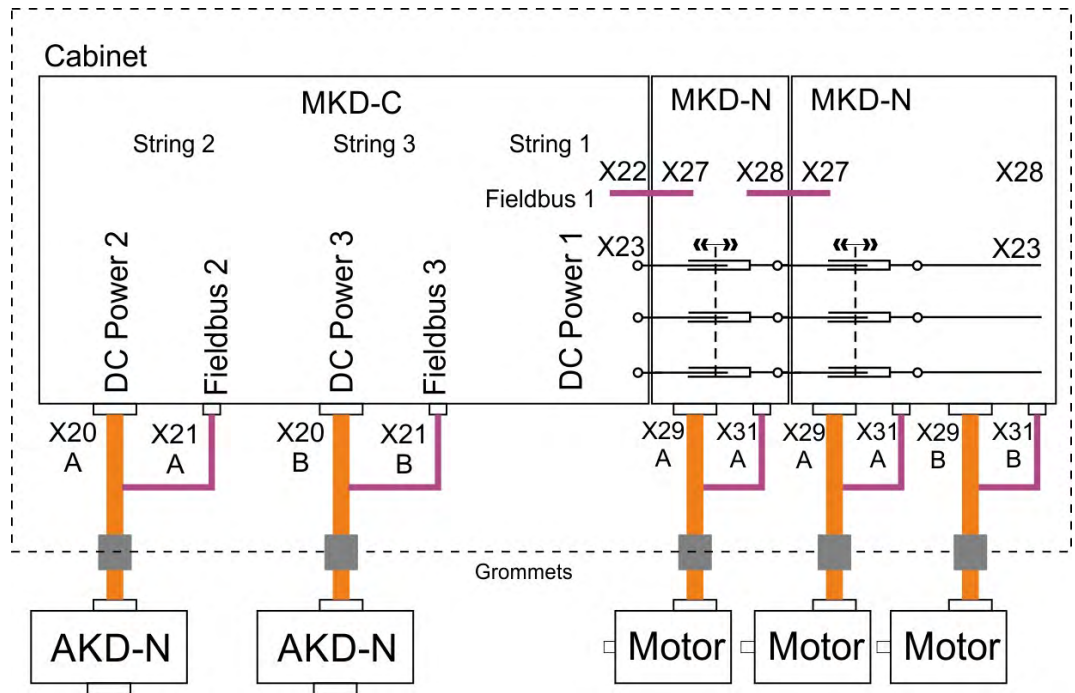 Cabinet
MKD-C
MKD-N
MKD-N
String 2
String 3
String 1
X22
X27
X28
X27
X28
Fieldbus 1
X23
X23
DC Power 2
Fieldbus 2
DC Power 3
Fieldbus 3
DC Power 1
X20
A
X21
A
X20
B
X21
B
X29
A
X31
A
X29
A
X31
A
X29
B
X31
B
Grommets
AKD-N
AKD-N
Motor
Motor
Motor